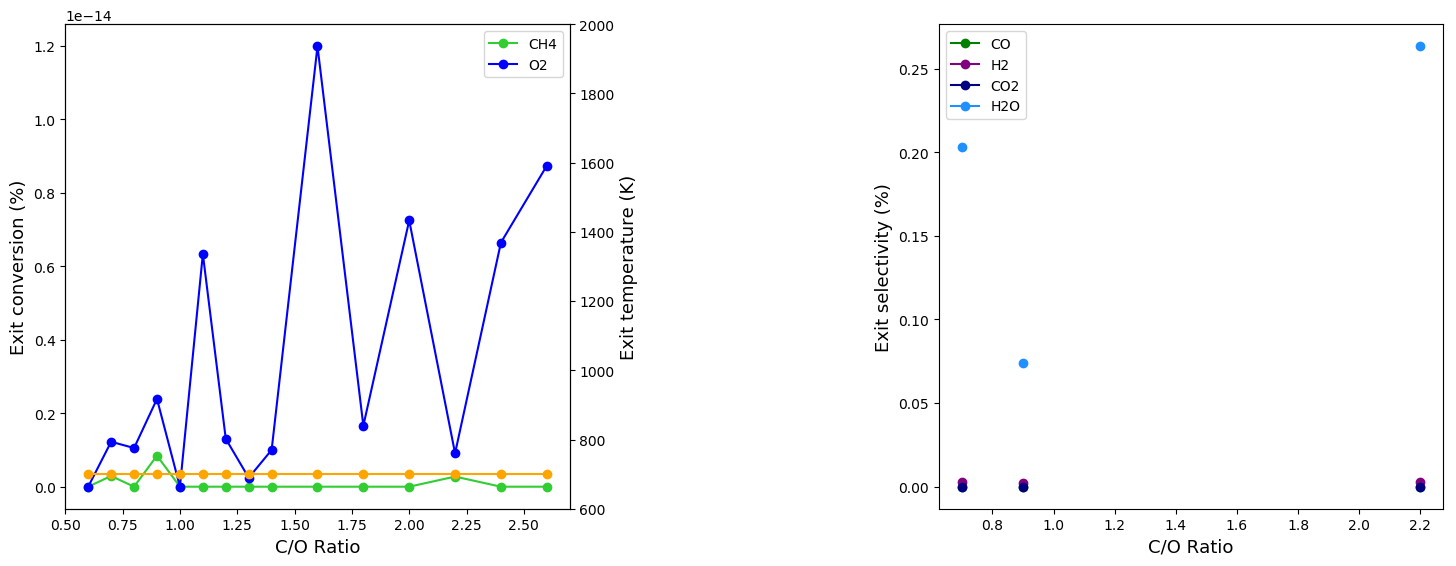 1e−14
1.2
1.0
0.8
0.6
0.4
0.2
0.0
Exit conversion (%)
0.50 0.75 1.00 1.25 1.50 1.75 2.00 2.25 2.50
C/O Ratio
CH4
O2
2000
1800
1600
1400
1200
1000
800
600
Exit temperature (K)
CO
H2
CO2
H2O
0.25
0.20
0.15
0.10
0.05
0.00
Exit selectivity (%)
0.8 1.0 1.2 1.4 1.6 1.8 2.0 2.2
C/O Ratio